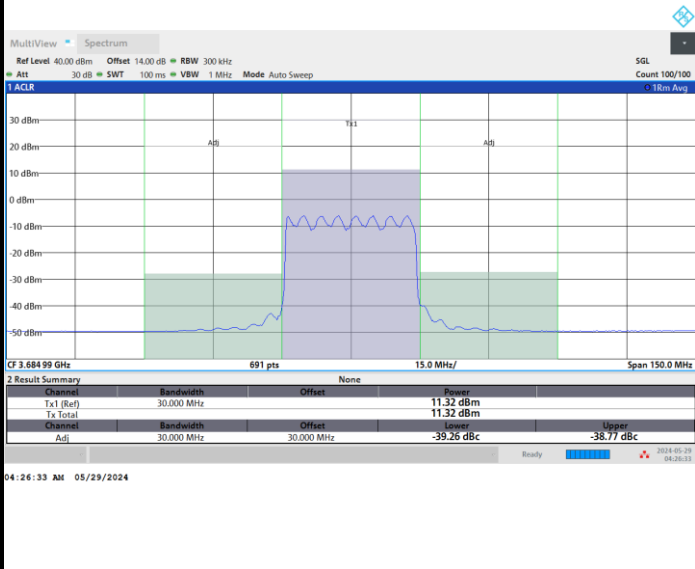 MultiView Spectrum
Ref Level 40.00 dBm Offset 14.00 dB RBW 300 kHz SGL
Att 30 dB SWT 100 ms VBW 1 MHz Mode Auto Sweep Count 100/100
1 ACLR 1Rm Avg
30 dBm
Tx1
20 dBm Adj Adj
10 dBm
0 dBm
-10 dBm
-20 dBm
-30 dBm
-40 dBm
-50 dBm
CF 3.684 99 GHz 691 pts 15.0 MHz/ Span 150.0 MHz
2 Result Summary None
Channel Bandwidth Offset Power
Tx1 (Ref) 30.000 MHz 11.32 dBm
Tx Total 11.32 dBm
Channel Bandwidth Offset Lower Upper
Adj 30.000 MHz 30.000 MHz -39.26 dBc -38.77 dBc
Ready 2024-05-29
04:26:33
04:26:33 AM 05/29/2024